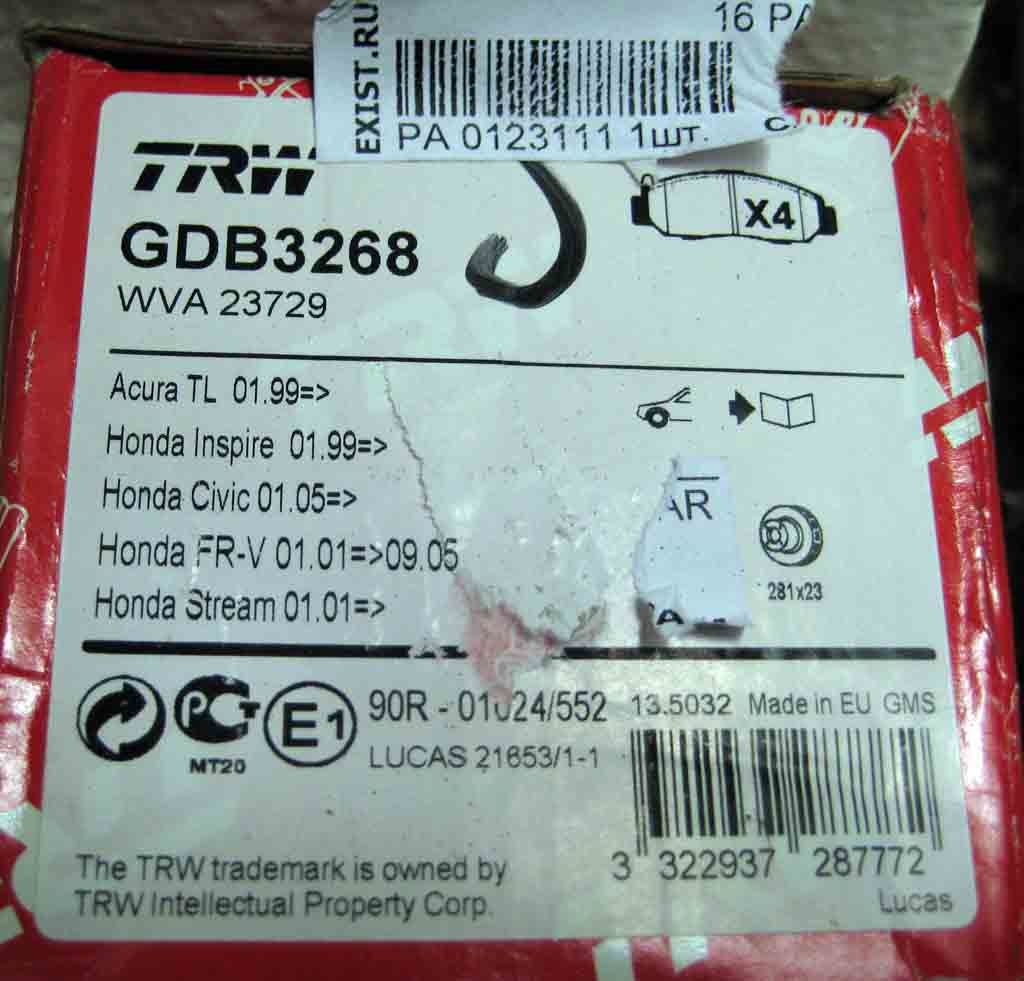 EXIST.RU
16 PA
PA 0123111 1шт.
TRW
GDB3268
WVA 23729
X4
Acura TL 01.99=>
Honda Inspire 01.99=>
Honda Civic 01.05=>
Honda FR-V 01.01=>09.05
Honda Stream 01.01=>
AR
281x23
PCT
MT20
E1
90R - 01024/552
13.5032 Made in EU GMS
LUCAS 21653/1-1
3 322937 287772
Lucas
The TRW trademark is owned by
TRW Intellectual Property Corp.